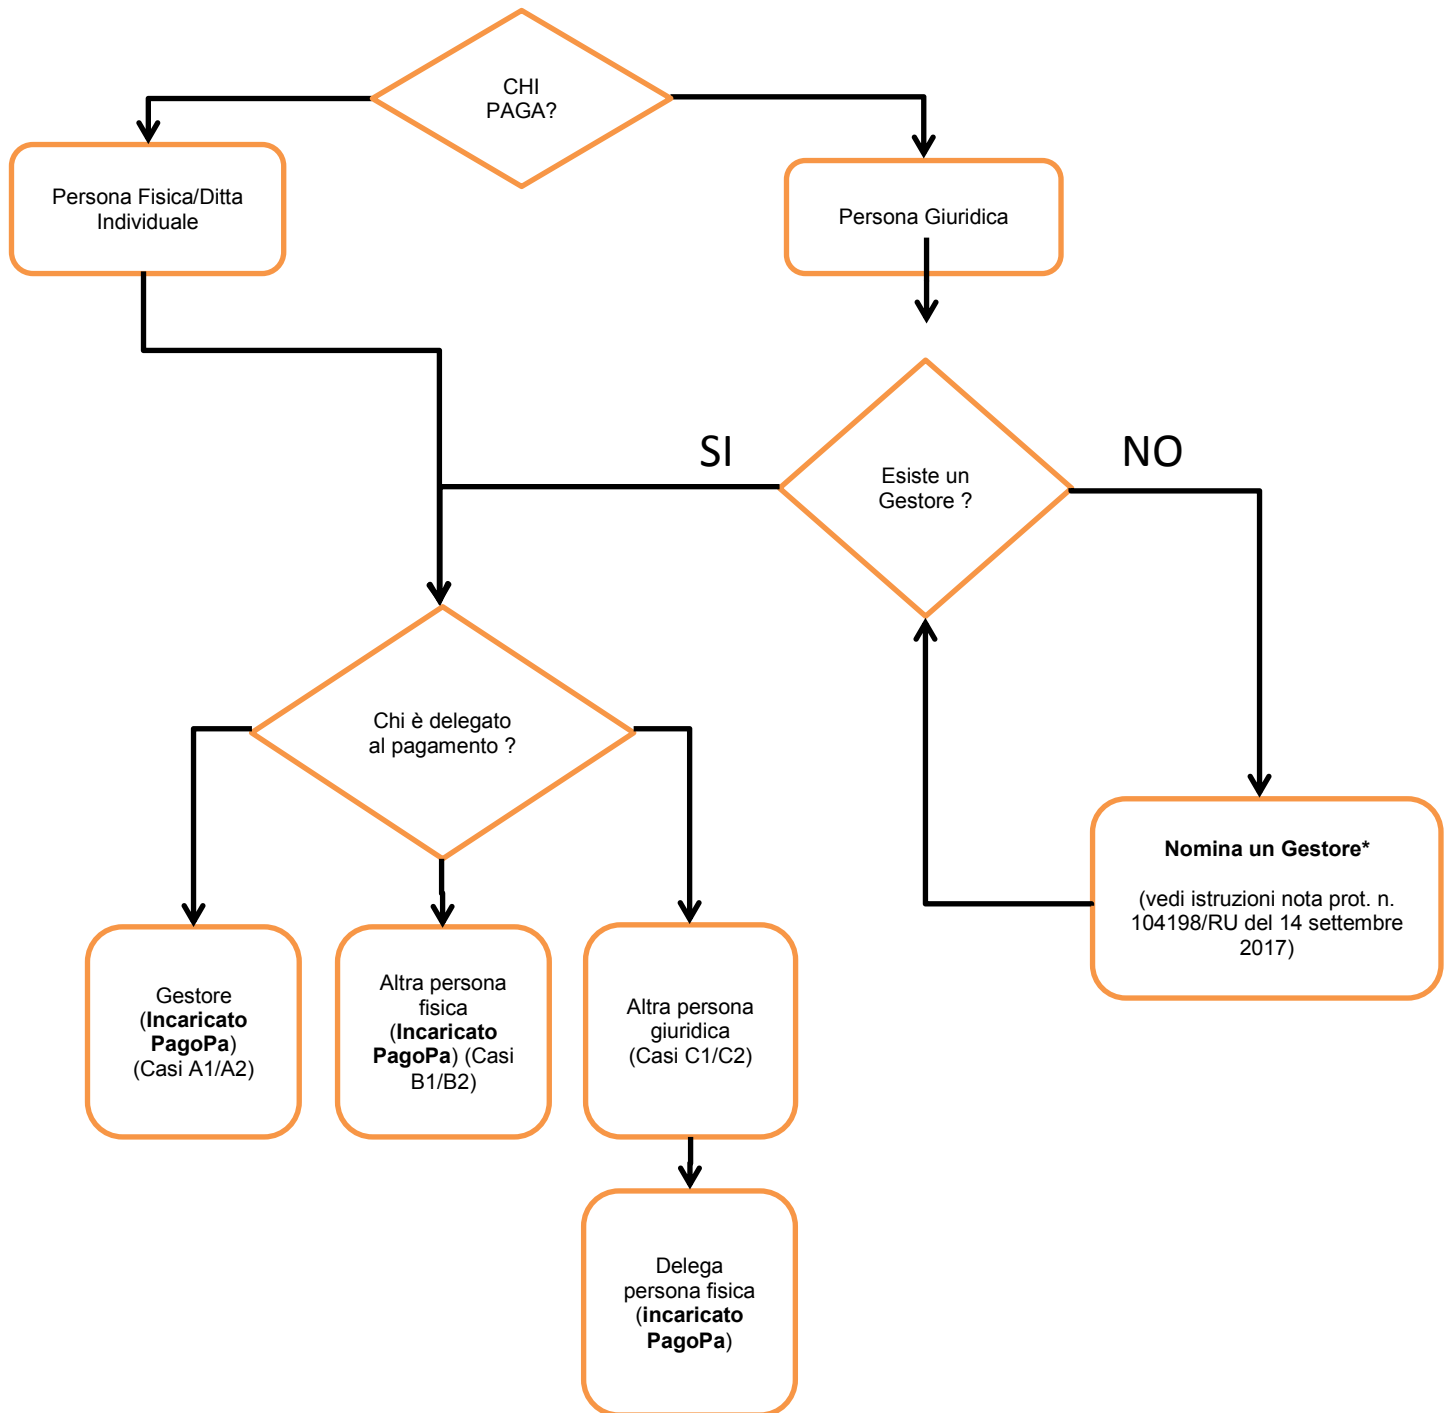 CHI
PAGA?
Persona Fisica/Ditta
Individuale
Persona Giuridica
SI
NO
Esiste un
Gestore ?
Chi è delegato
al pagamento ?
Nomina un Gestore*
(vedi istruzioni nota prot. n.
104198/RU del 14 settembre
2017)
Gestore
(Incaricato
PagoPa)
(Casi A1/A2)
Altra persona
fisica
(Incaricato
PagoPa) (Casi
B1/B2)
Altra persona
giuridica
(Casi C1/C2)
Delega
persona fisica
(incaricato
PagoPa)